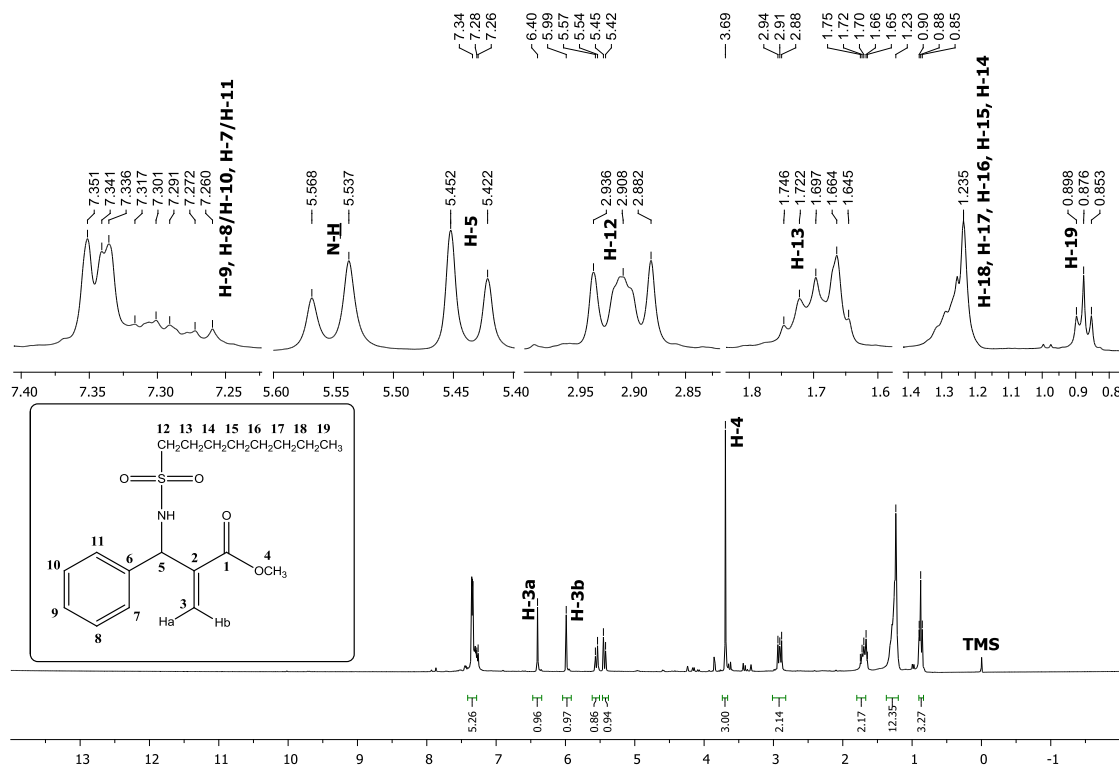 7.34 7.28 7.26 6.40 5.99 5.57 5.54 5.45 5.42 3.69 2.94 2.91 2.88 1.75 1.72 1.70 1.66 1.65 1.23 0.90 0.88 0.85
7.351 7.341 7.336 7.317 7.301 7.291 7.272 7.260
H-9, H-8/H-10, H-7/H-11
5.568 5.537
N-H
5.452 5.422
H-5
2.936 2.908 2.882
H-12
1.746 1.722 1.697 1.664 1.645
H-13
1.235
H-18, H-17, H-16, H-15, H-14
0.898 0.876 0.853
H-19
7.40 7.35 7.30 7.25
5.60 5.55 5.50 5.45 5.40
2.95 2.90 2.85
1.8 1.7 1.6
1.4 1.3 1.2 1.1 1.0 0.9 0.8
12 13 14 15 16 17 18 19
CH₂CH₂CH₂CH₂CH₂CH₂CH₂CH₃
O S O
NH
O
11 6 5 2 1 4
OCH₃
10
9 7 3
8
Ha Hb
H-3a
H-3b
H-4
TMS
5.26 0.96 0.97 0.86 0.94 3.00 2.14 2.17 12.35 3.27
13 12 11 10 9 8 7 6 5 4 3 2 1 0 -1